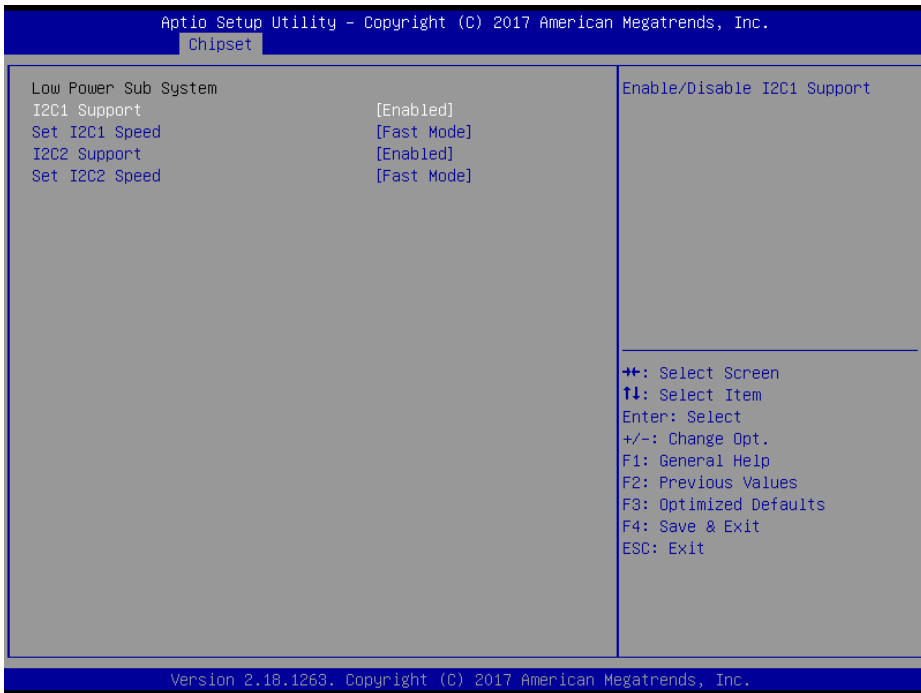 Aptio Setup Utility – Copyright (C) 2017 American Megatrends, Inc.
Chipset
Low Power Sub System
I2C1 Support [Enabled]
Set I2C1 Speed [Fast Mode]
I2C2 Support [Enabled]
Set I2C2 Speed [Fast Mode]
Enable/Disable I2C1 Support
→←: Select Screen
↑↓: Select Item
Enter: Select
+/-: Change Opt.
F1: General Help
F2: Previous Values
F3: Optimized Defaults
F4: Save & Exit
ESC: Exit
Version 2.18.1263. Copyright (C) 2017 American Megatrends, Inc.